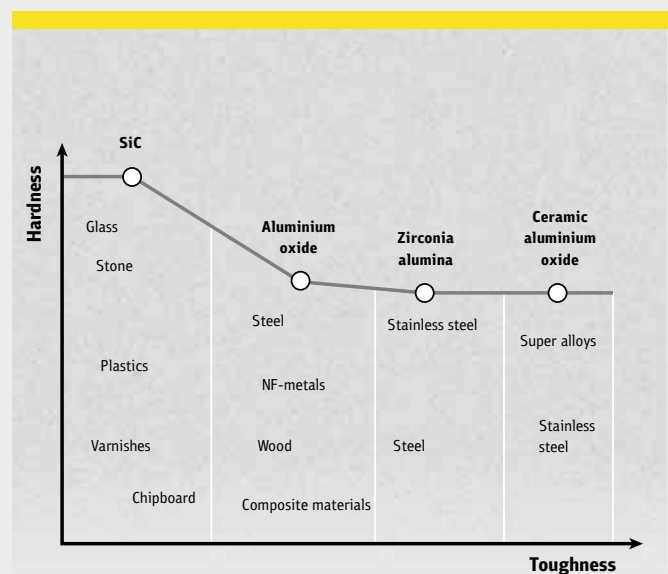 SiC
Hardness
Glass
Stone
Plastics
Varnishes
Chipboard
Aluminium
oxide
Steel
NF-metals
Wood
Composite materials
Zirconia
alumina
Stainless steel
Steel
Ceramic
aluminium
oxide
Super alloys
Stainless
steel
Toughness